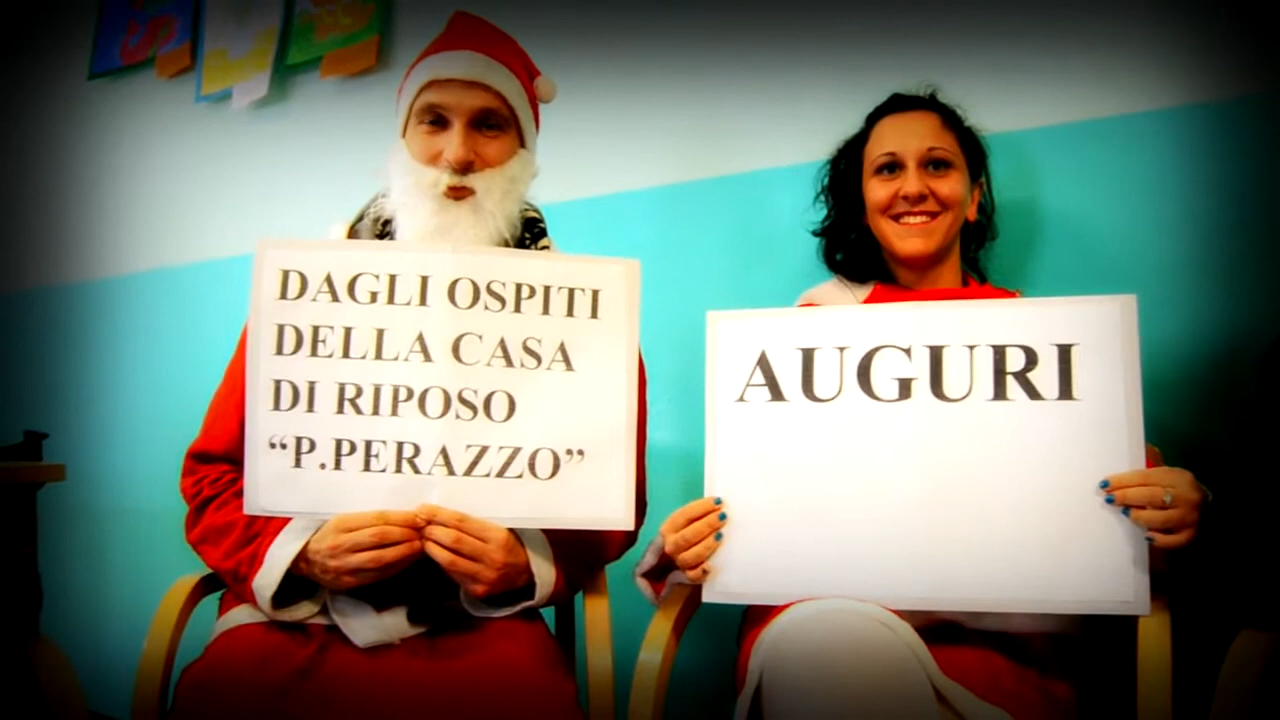 DAGLI OSPITI
DELLA CASA
DI RIPOSO
“P.PERAZZO”
AUGURI